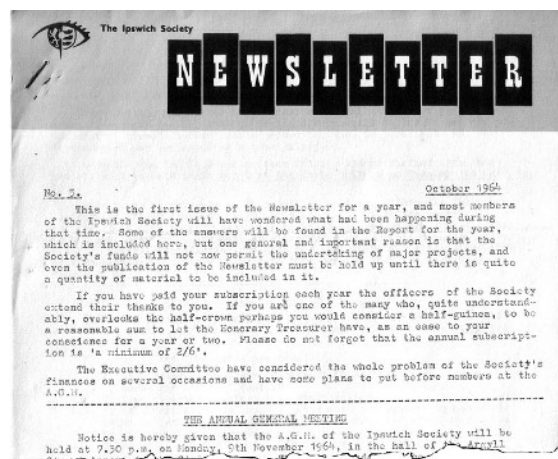 The Ipswich Society
NEWSLETTER
No. 5.
October 1964
This is the first issue of the Newsletter for a year, and most members
of the Ipswich Society will have wondered what had been happening during
that time. Some of the answers will be found in the Report for the year,
which is included here, but one general and important reason is that the
Society's funds will not now permit the undertaking of major projects, and
even the publication of the Newsletter must be held up until there is quite
a quantity of material to be included in it.
If you have paid your subscription each year the officers of the Society
extend their thanks to you. If you are one of the many who, quite understand-
ably, overlooks the half-crown perhaps you would consider a half-guinea, to be
a reasonable sum to let the Honorary Treasurer have, as an ease to your
conscience for a year or two. Please do not forget that the annual subscript-
ion is 'a minimum of 2/6'.
The Executive Committee have considered the whole problem of the Society's
finances on several occasions and have some plans to put before members at the
A.G.M.
THE ANNUAL GENERAL MEETING
Notice is hereby given that the A.G.M. of the Ipswich Society will be
held at 7.30 p.m. on Monday, 9th November 1964, in the hall of the Argyll